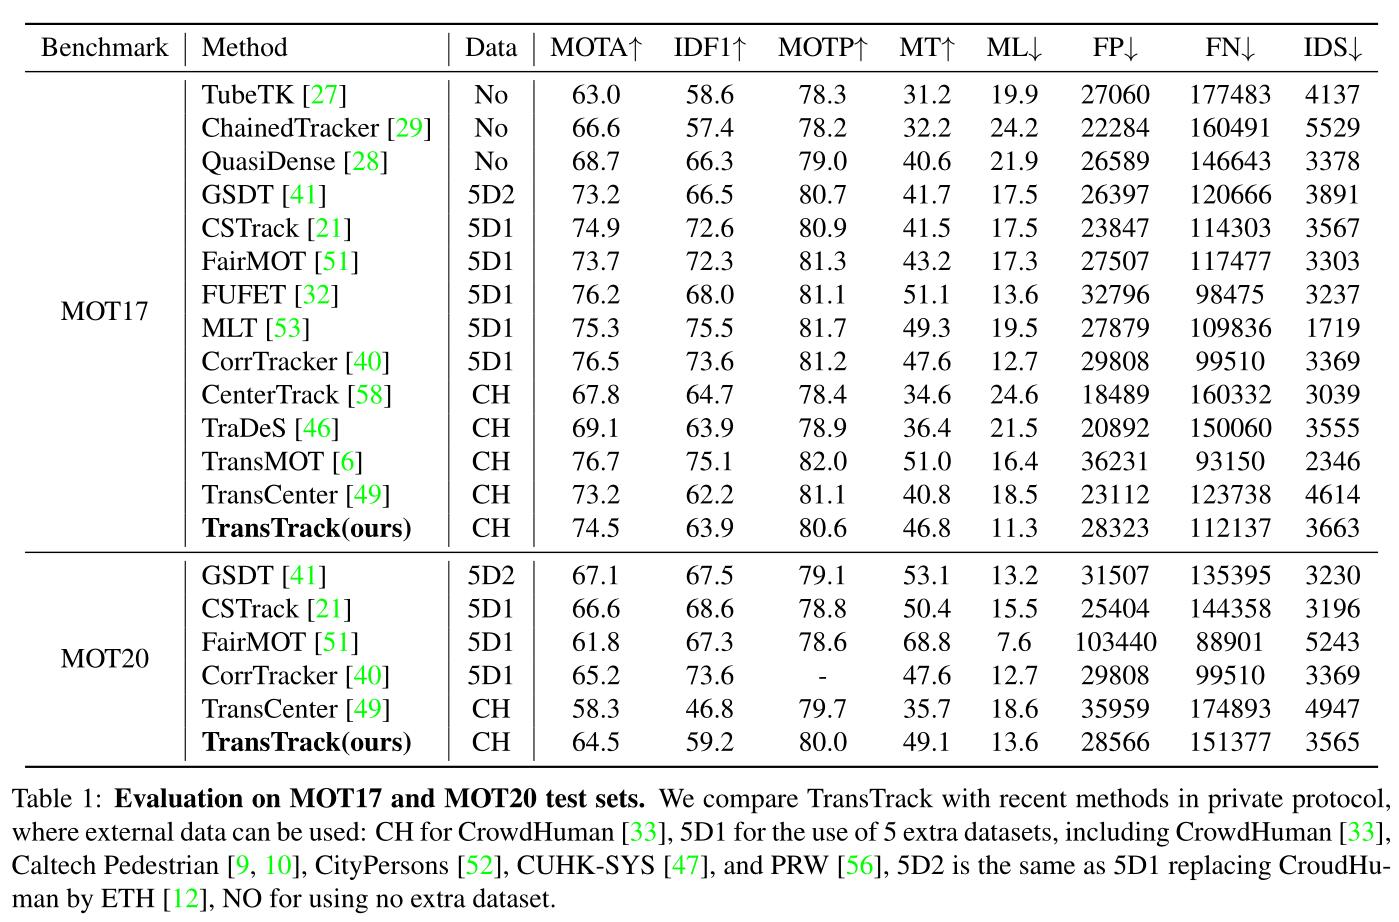 Benchmark Method Data MOTA↑ IDF1↑ MOTP↑ MT↑ ML↓ FP↓ FN↓ IDS↓
TubeTK [27] No 63.0 58.6 78.3 31.2 19.9 27060 177483 4137
ChainedTracker [29] No 66.6 57.4 78.2 32.2 24.2 22284 160491 5529
QuasiDense [28] No 68.7 66.3 79.0 40.6 21.9 26589 146643 3378
GSDT [41] 5D2 73.2 66.5 80.7 41.7 17.5 26397 120666 3891
CSTrack [21] 5D1 74.9 72.6 80.9 41.5 17.5 23847 114303 3567
FairMOT [51] 5D1 73.7 72.3 81.3 43.2 17.3 27507 117477 3303
FUFET [32] 5D1 76.2 68.0 81.1 51.1 13.6 32796 98475 3237
MOT17
MLT [53] 5D1 75.3 75.5 81.7 49.3 19.5 27879 109836 1719
CorrTracker [40] 5D1 76.5 73.6 81.2 47.6 12.7 29808 99510 3369
CenterTrack [58] CH 67.8 64.7 78.4 34.6 24.6 18489 160332 3039
TraDeS [46] CH 69.1 63.9 78.9 36.4 21.5 20892 150060 3555
TransMOT [6] CH 76.7 75.1 82.0 51.0 16.4 36231 93150 2346
TransCenter [49] CH 73.2 62.2 81.1 40.8 18.5 23112 123738 4614
TransTrack(ours) CH 74.5 63.9 80.6 46.8 11.3 28323 112137 3663
GSDT [41] 5D2 67.1 67.5 79.1 53.1 13.2 31507 135395 3230
CSTrack [21] 5D1 66.6 68.6 78.8 50.4 15.5 25404 144358 3196
FairMOT [51] 5D1 61.8 67.3 78.6 68.8 7.6 103440 88901 5243
MOT20
CorrTracker [40] 5D1 65.2 73.6 - 47.6 12.7 29808 99510 3369
TransCenter [49] CH 58.3 46.8 79.7 35.7 18.6 35959 174893 4947
TransTrack(ours) CH 64.5 59.2 80.0 49.1 13.6 28566 151377 3565
Table 1: Evaluation on MOT17 and MOT20 test sets. We compare TransTrack with recent methods in private protocol,
where external data can be used: CH for CrowdHuman [33], 5D1 for the use of 5 extra datasets, including CrowdHuman [33],
Caltech Pedestrian [9, 10], CityPersons [52], CUHK-SYS [47], and PRW [56], 5D2 is the same as 5D1 replacing CroudHu-
man by ETH [12], NO for using no extra dataset.